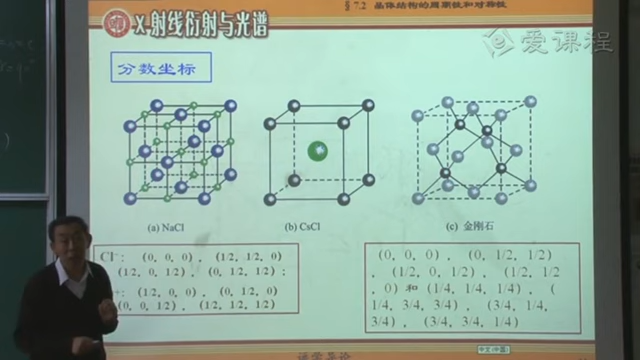 § 7.2 晶体结构的周期性和对称性
X-射线衍射与光谱
爱课程
分数坐标
(a) NaCl
(b) CsCl
(c) 金刚石
Cl⁻: (0, 0, 0), (1/2, 1/2, 0)
(1/2, 0, 1/2), (0, 1/2, 1/2);
+: (1/2, 0, 0), (0, 1/2, 0)
(0, 0, 1/2), (1/2, 1/2, 1/2)
(0, 0, 0), (0, 1/2, 1/2)
, (1/2, 0, 1/2), (1/2, 1/2
, 0) 和 (1/4, 1/4, 1/4), (
1/4, 3/4, 3/4), (3/4, 1/4,
3/4), (3/4, 3/4, 1/4)